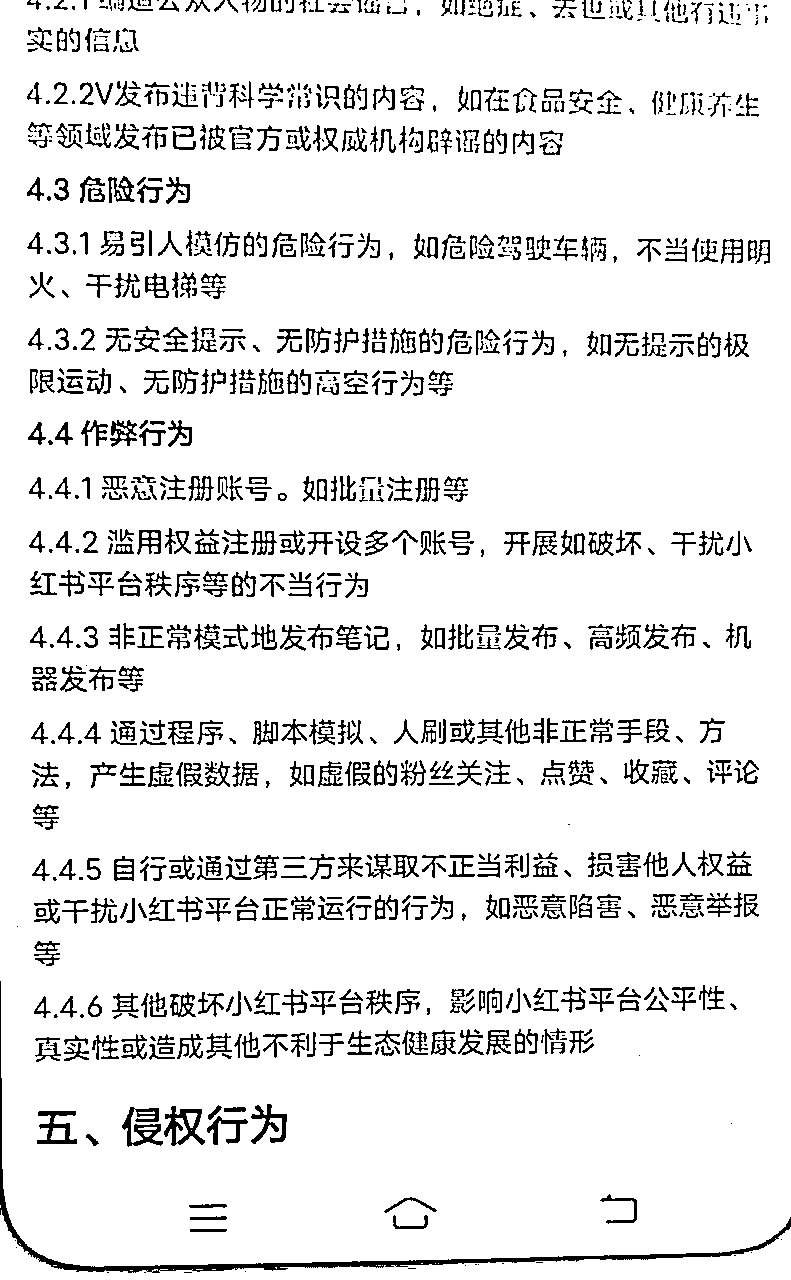 4.2.1 编造公众人物的社会谣言，如绝症、去世或其他有违事
实的信息
4.2.2V发布违背科学常识的内容，如在食品安全、健康养生
等领域发布已被官方或权威机构辟谣的内容
4.3 危险行为
4.3.1 易引人模仿的危险行为，如危险驾驶车辆，不当使用明
火、干扰电梯等
4.3.2 无安全提示、无防护措施的危险行为，如无提示的极
限运动、无防护措施的高空行为等
4.4 作弊行为
4.4.1 恶意注册账号。如批量注册等
4.4.2 滥用权益注册或开设多个账号，开展如破坏、干扰小
红书平台秩序等的不当行为
4.4.3 非正常模式地发布笔记，如批量发布、高频发布、机
器发布等
4.4.4 通过程序、脚本模拟、人刷或其他非正常手段、方
法，产生虚假数据，如虚假的粉丝关注、点赞、收藏、评论
等
4.4.5 自行或通过第三方来谋取不正当利益、损害他人权益
或干扰小红书平台正常运行的行为，如恶意陷害、恶意举报
等
4.4.6 其他破坏小红书平台秩序，影响小红书平台公平性、
真实性或造成其他不利于生态健康发展的情形
五、侵权行为